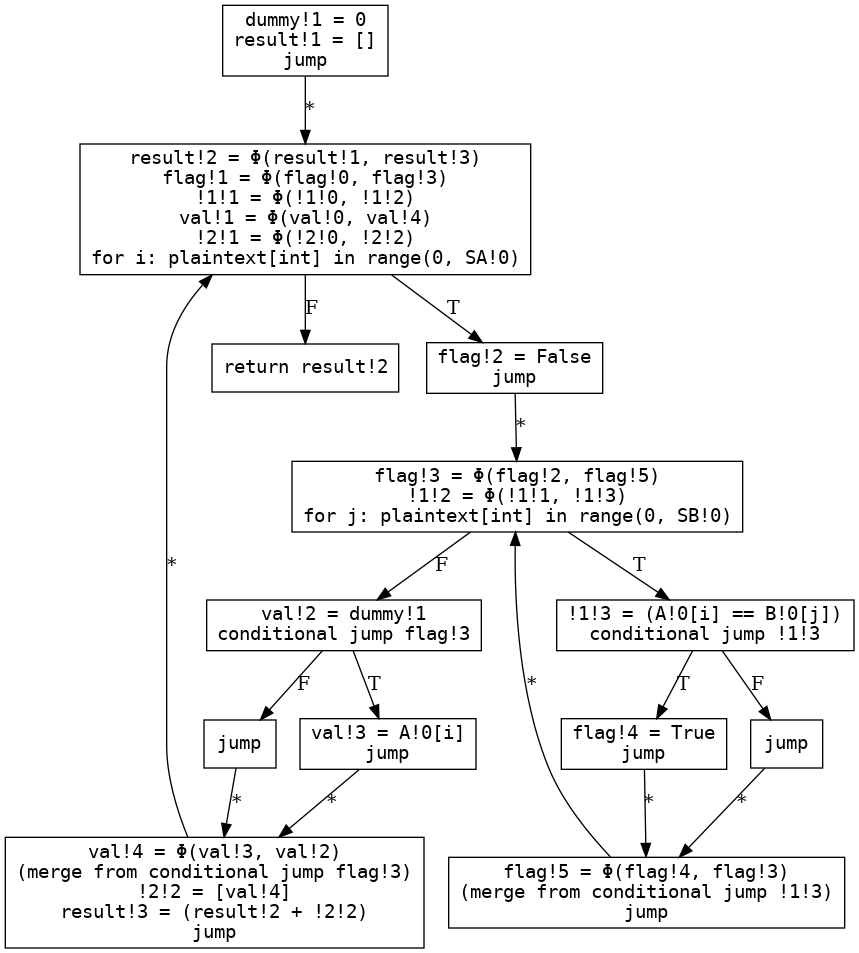 dummy!1 = 0
result!1 = []
jump
*
result!2 = Φ(result!1, result!3)
flag!1 = Φ(flag!0, flag!3)
!1!1 = Φ(!1!0, !1!2)
val!1 = Φ(val!0, val!4)
!2!1 = Φ(!2!0, !2!2)
for i: plaintext[int] in range(0, SA!0)
F
T
return result!2
flag!2 = False
jump
*
flag!3 = Φ(flag!2, flag!5)
!1!2 = Φ(!1!1, !1!3)
for j: plaintext[int] in range(0, SB!0)
*
F
T
val!2 = dummy!1
conditional jump flag!3
!1!3 = (A!0[i] == B!0[j])
conditional jump !1!3
F
T
*
T
F
jump
val!3 = A!0[i]
jump
flag!4 = True
jump
jump
*
*
*
*
val!4 = Φ(val!3, val!2)
(merge from conditional jump flag!3)
!2!2 = [val!4]
result!3 = (result!2 + !2!2)
jump
flag!5 = Φ(flag!4, flag!3)
(merge from conditional jump !1!3)
jump